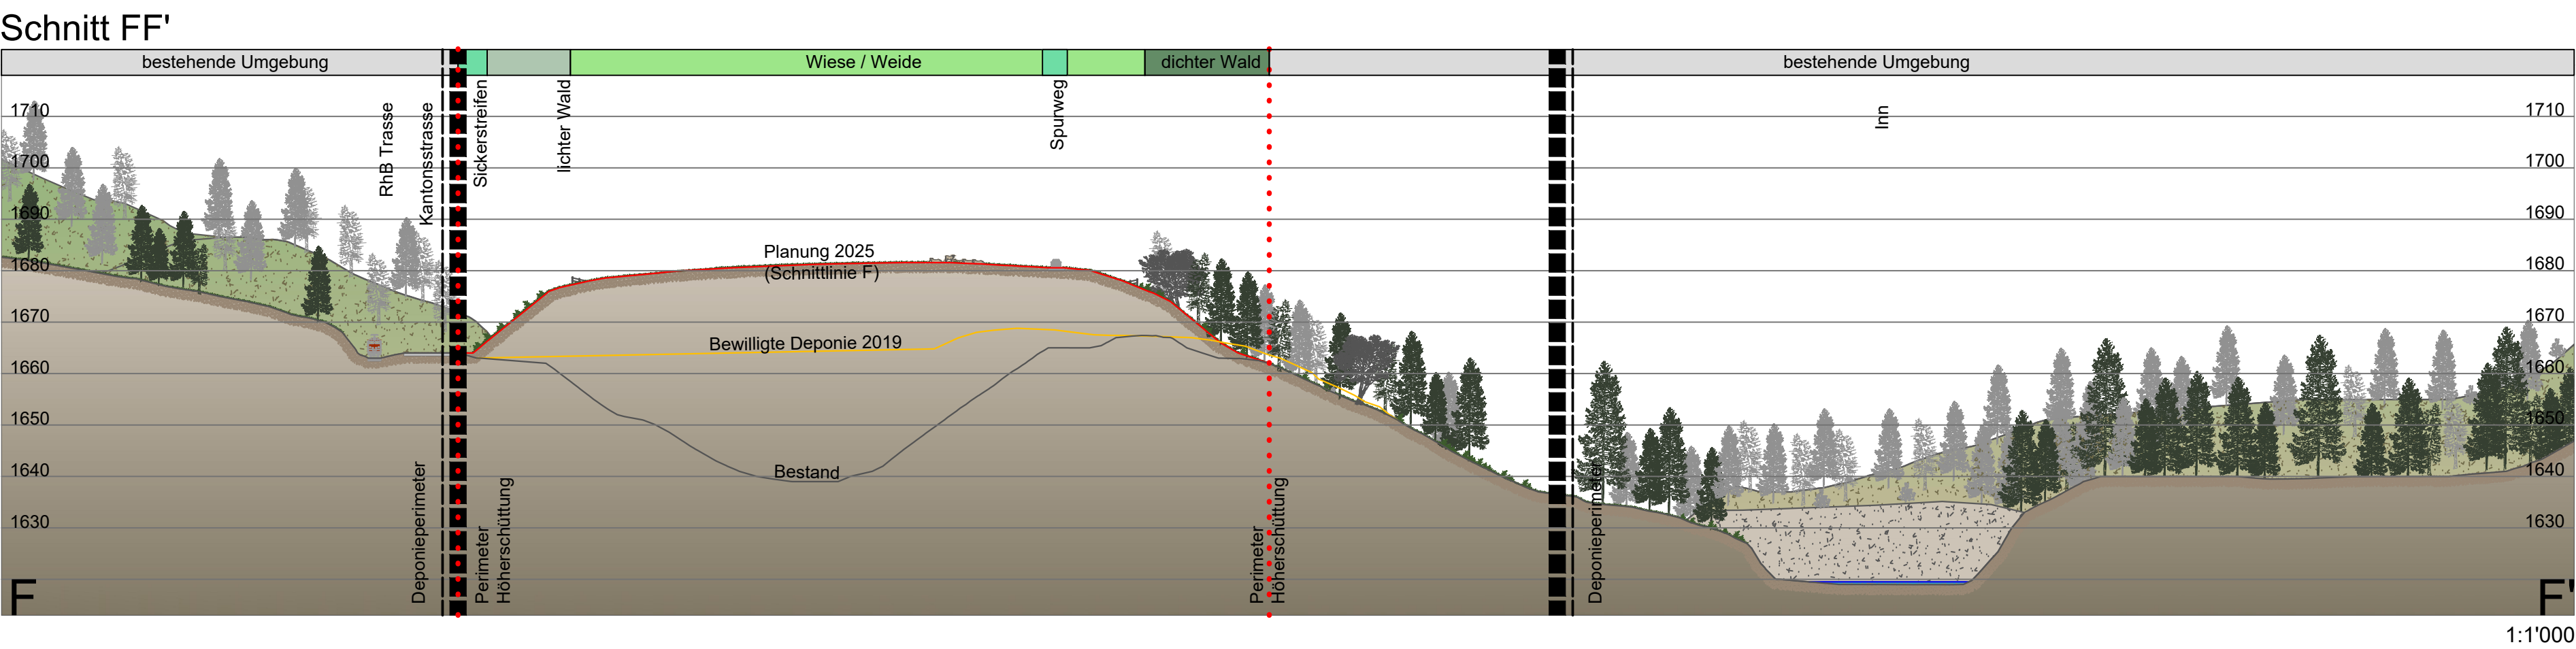 Schnitt FF'
bestehende Umgebung
Wiese / Weide
dichter Wald
bestehende Umgebung
RhB Trasse
Kantonsstrasse
Sickerstreifen
lichter Wald
Spurweg
Inn
1710
1710
1700
1700
1690
1690
1680
1680
1670
1670
1660
1660
1650
1650
1640
1640
1630
1630
Planung 2025
(Schnittlinie F)
Bewilligte Deponie 2019
Bestand
Deponieperimeter
Perimeter
Höherschüttung
Perimeter
Höherschüttung
Deponieperimeter
F
F'
1:1'000